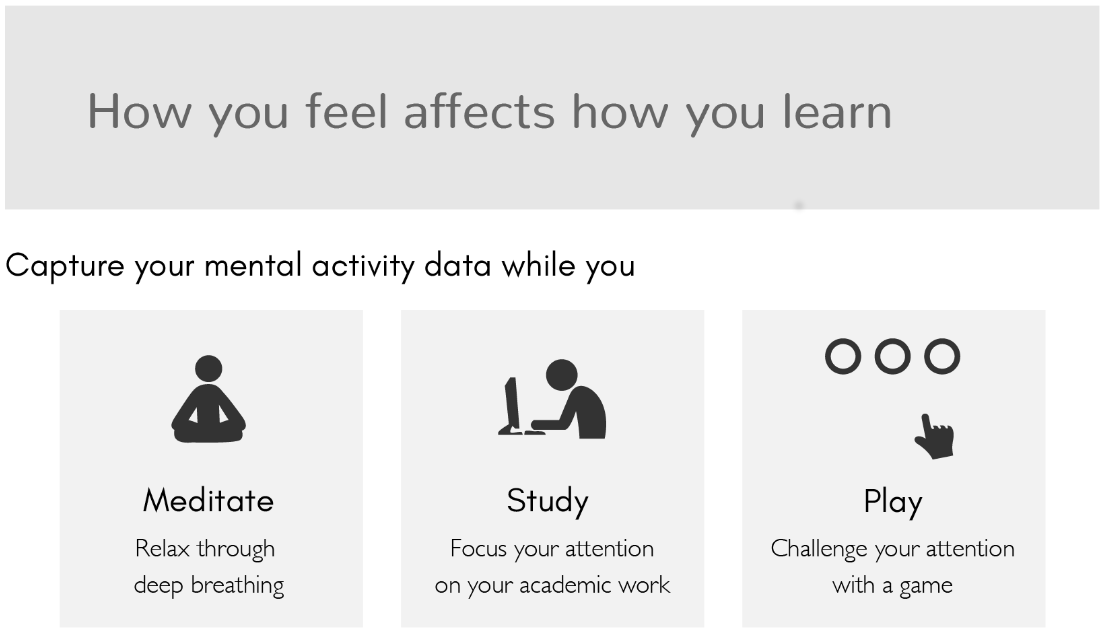 How you feel affects how you learn
Capture your mental activity data while you
Meditate
Relax through
deep breathing
Study
Focus your attention
on your academic work
Play
Challenge your attention
with a game